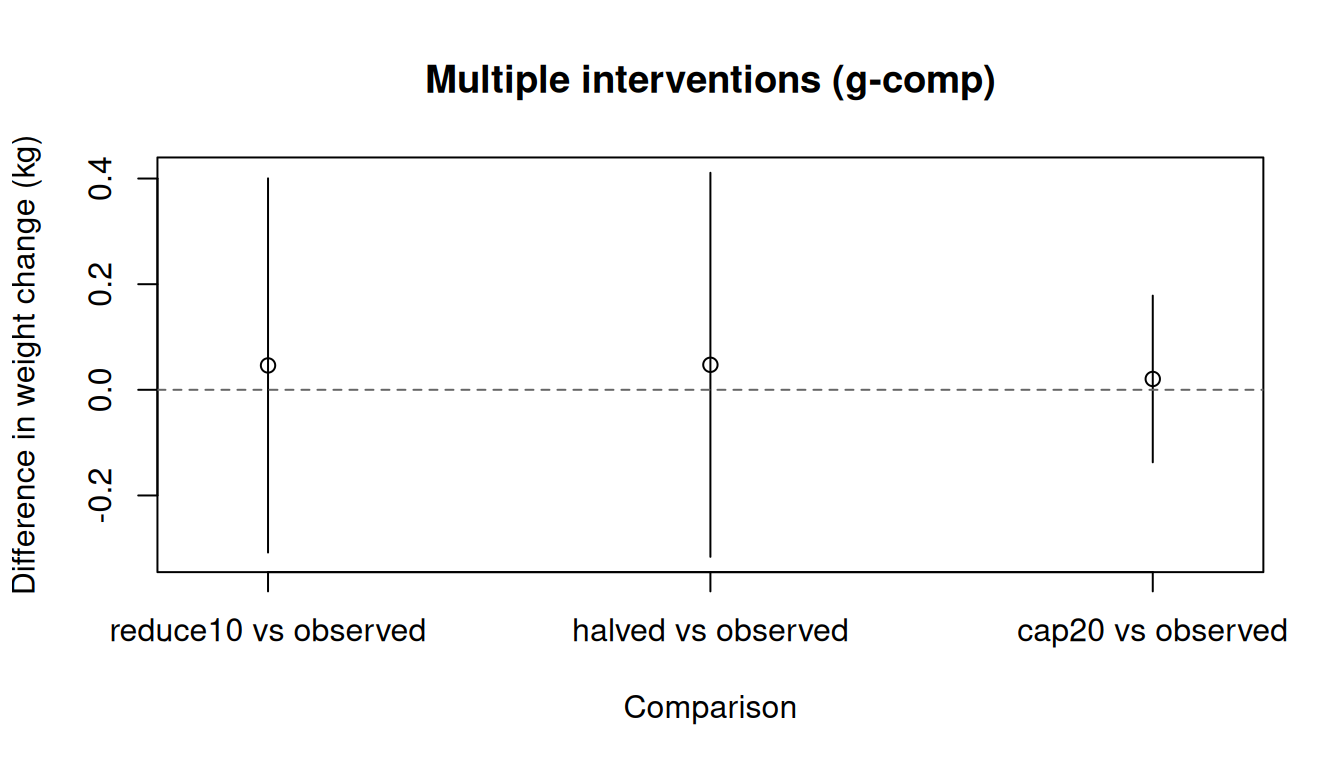 Multiple interventions (g-comp)
Difference in weight change (kg)
0.4
0.2
0.0
-0.2
reduce10 vs observed
halved vs observed
cap20 vs observed
Comparison